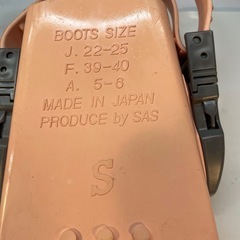 BOOTS SIZE
J. 22-25
F. 39-40
A. 5-6
MADE IN JAPAN
PRODUCE by SAS
S